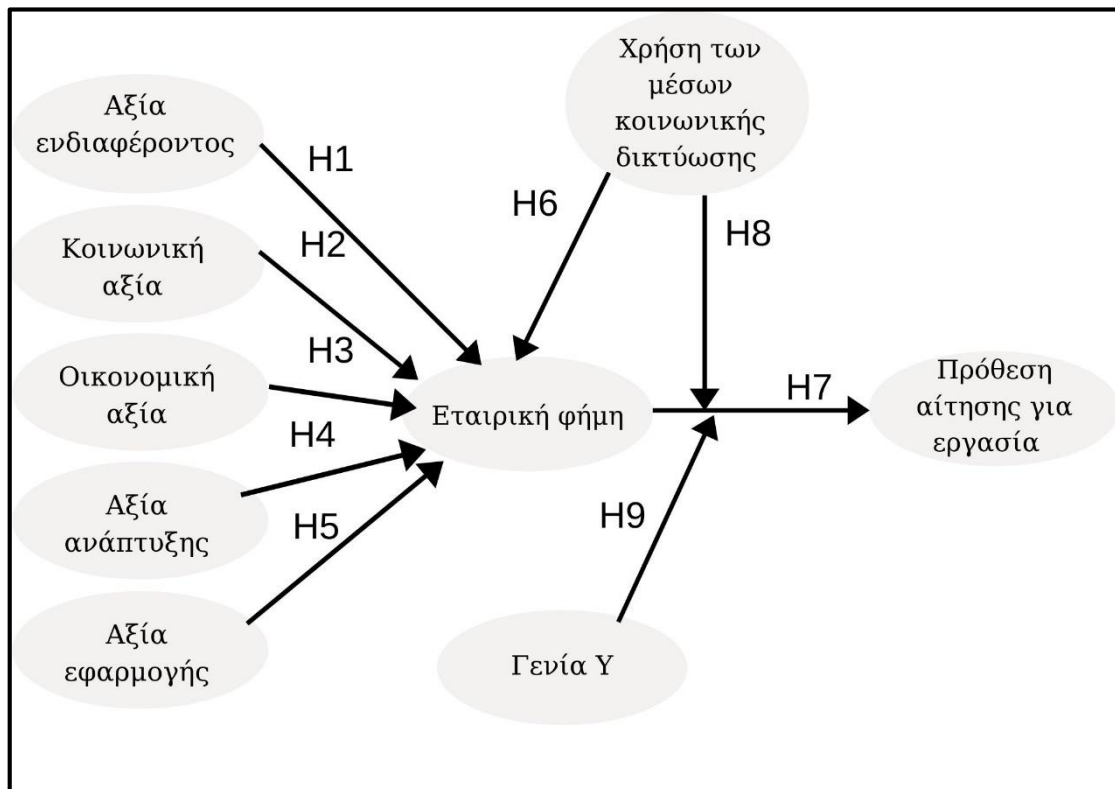 Αξία
ενδιαφέροντος
Κοινωνική
αξία
Οικονομική
αξία
Αξία
ανάπτυξης
Αξία
εφαρμογής
H1
H2
H3
H4
H5
Χρήση των
μέσων
κοινωνικής
δικτύωσης
H6
H8
Εταιρική φήμη
H7
Πρόθεση
αίτησης για
εργασία
H9
Γενία Υ